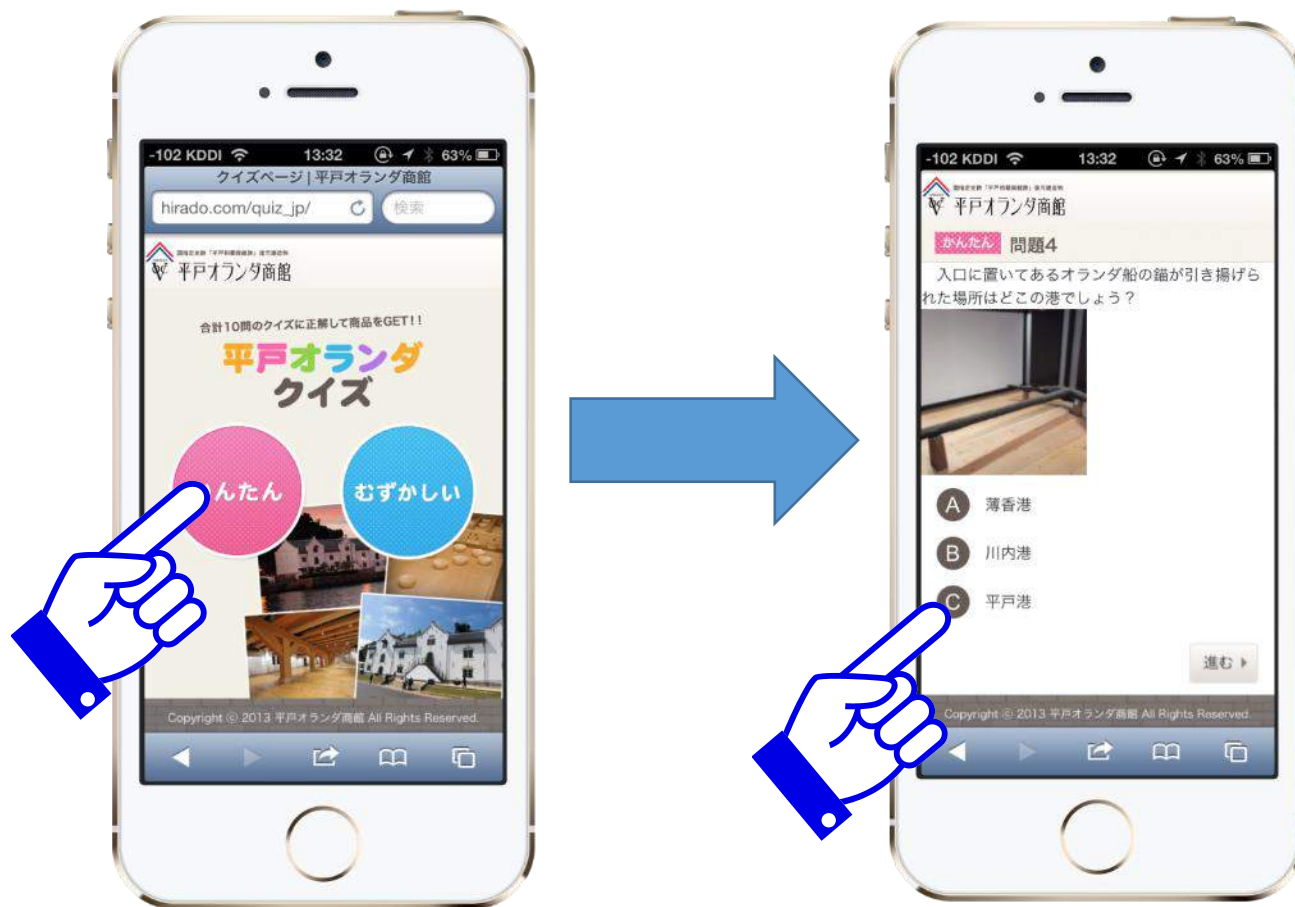 -102 KDDI 13:32 63%
クイズページ | 平戸オランダ商館
hirado.com/quiz_jp/ 検索
平戸オランダ商館
合計10問のクイズに正解して商品をGET!!
平戸オランダ
クイズ
んたん むずかしい
Copyright © 2013 平戸オランダ商館 All Rights Reserved.
-102 KDDI 13:32 63%
平戸オランダ商館
かんたん 問題4
入口に置いてあるオランダ船の錨が引き揚げら
れた場所はどこの港でしょう？
A 薄香港
B 川内港
C 平戸港
進む
Copyright © 2013 平戸オランダ商館 All Rights Reserved.